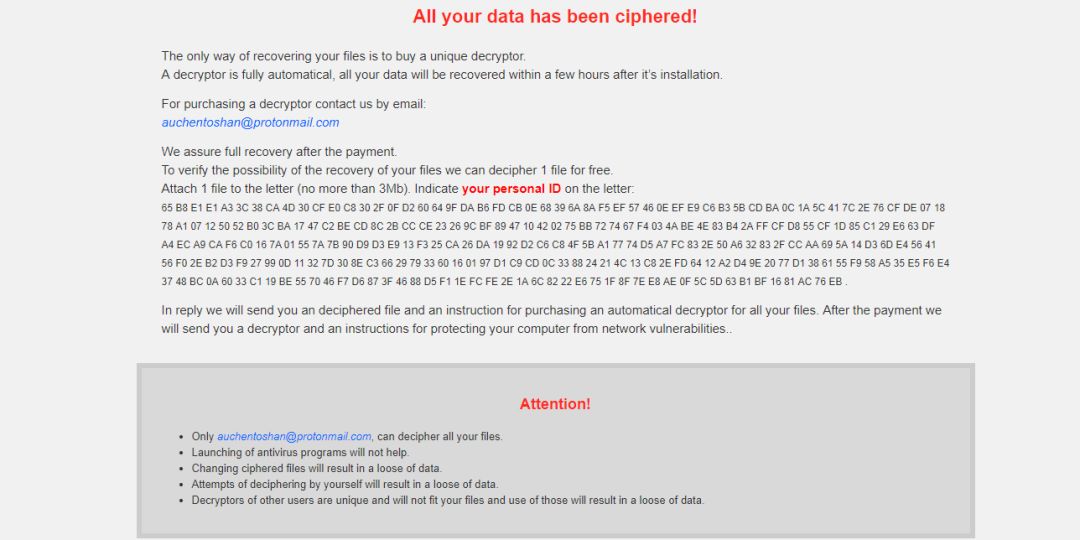 All your data has been ciphered!
The only way of recovering your files is to buy a unique decryptor.
A decryptor is fully automatical, all your data will be recovered within a few hours after it's installation.
For purchasing a decryptor contact us by email:
auchentoshan@protonmail.com
We assure full recovery after the payment.
To verify the possibility of the recovery of your files we can decipher 1 file for free.
Attach 1 file to the letter (no more than 3Mb). Indicate your personal ID on the letter:
65 B8 E1 E1 A3 3C 38 CA 4D 30 CF E0 C8 30 2F 0F D2 60 64 9F DA B6 FD CB 0E 68 39 6A 8A F5 EF 57 46 0E EF E9 C6 B3 5B CD BA 0C 1A 5C 41 7C 2E 76 CF DE 07 18
78 A1 07 12 50 52 B0 3C BA 17 47 C2 BE CD 8C 2B CC CE 23 26 9C BF 89 47 10 42 02 75 BB 72 74 67 F4 03 4A BE 4E 83 B4 2A FF CF D8 55 CF 1D 85 C1 29 E6 63 DF
A4 EC A9 CA F6 C0 16 7A 01 55 7A 7B 90 D9 D3 E9 13 F3 25 CA 26 DA 19 92 D2 C6 C8 4F 5B A1 77 74 D5 A7 FC 83 2E 50 A6 32 83 2F CC AA 69 5A 14 D3 6D E4 56 41
56 F0 2E B2 D3 F9 27 99 0D 11 32 7D 30 8E C3 66 29 79 33 60 16 01 97 D1 C9 CD 0C 33 88 24 21 4C 13 C8 2E FD 64 12 A2 D4 9E 20 77 D1 38 61 55 F9 58 A5 35 E5 F6 E4
37 48 BC 0A 60 33 C1 19 BE 55 70 46 F7 D6 87 3F 46 88 D5 F1 1E FC FE 2E 1A 6C 82 22 E6 75 1F 8F 7E E8 AE 0F 5C 5D 63 B1 BF 16 81 AC 76 EB .
In reply we will send you an deciphered file and an instruction for purchasing an automatical decryptor for all your files. After the payment we
will send you a decryptor and an instructions for protecting your computer from network vulnerabilities..
Attention!
• Only auchentoshan@protonmail.com, can decipher all your files.
• Launching of antivirus programs will not help.
• Changing ciphered files will result in a loose of data.
• Attempts of deciphering by yourself will result in a loose of data.
• Decryptors of other users are unique and will not fit your files and use of those will result in a loose of data.